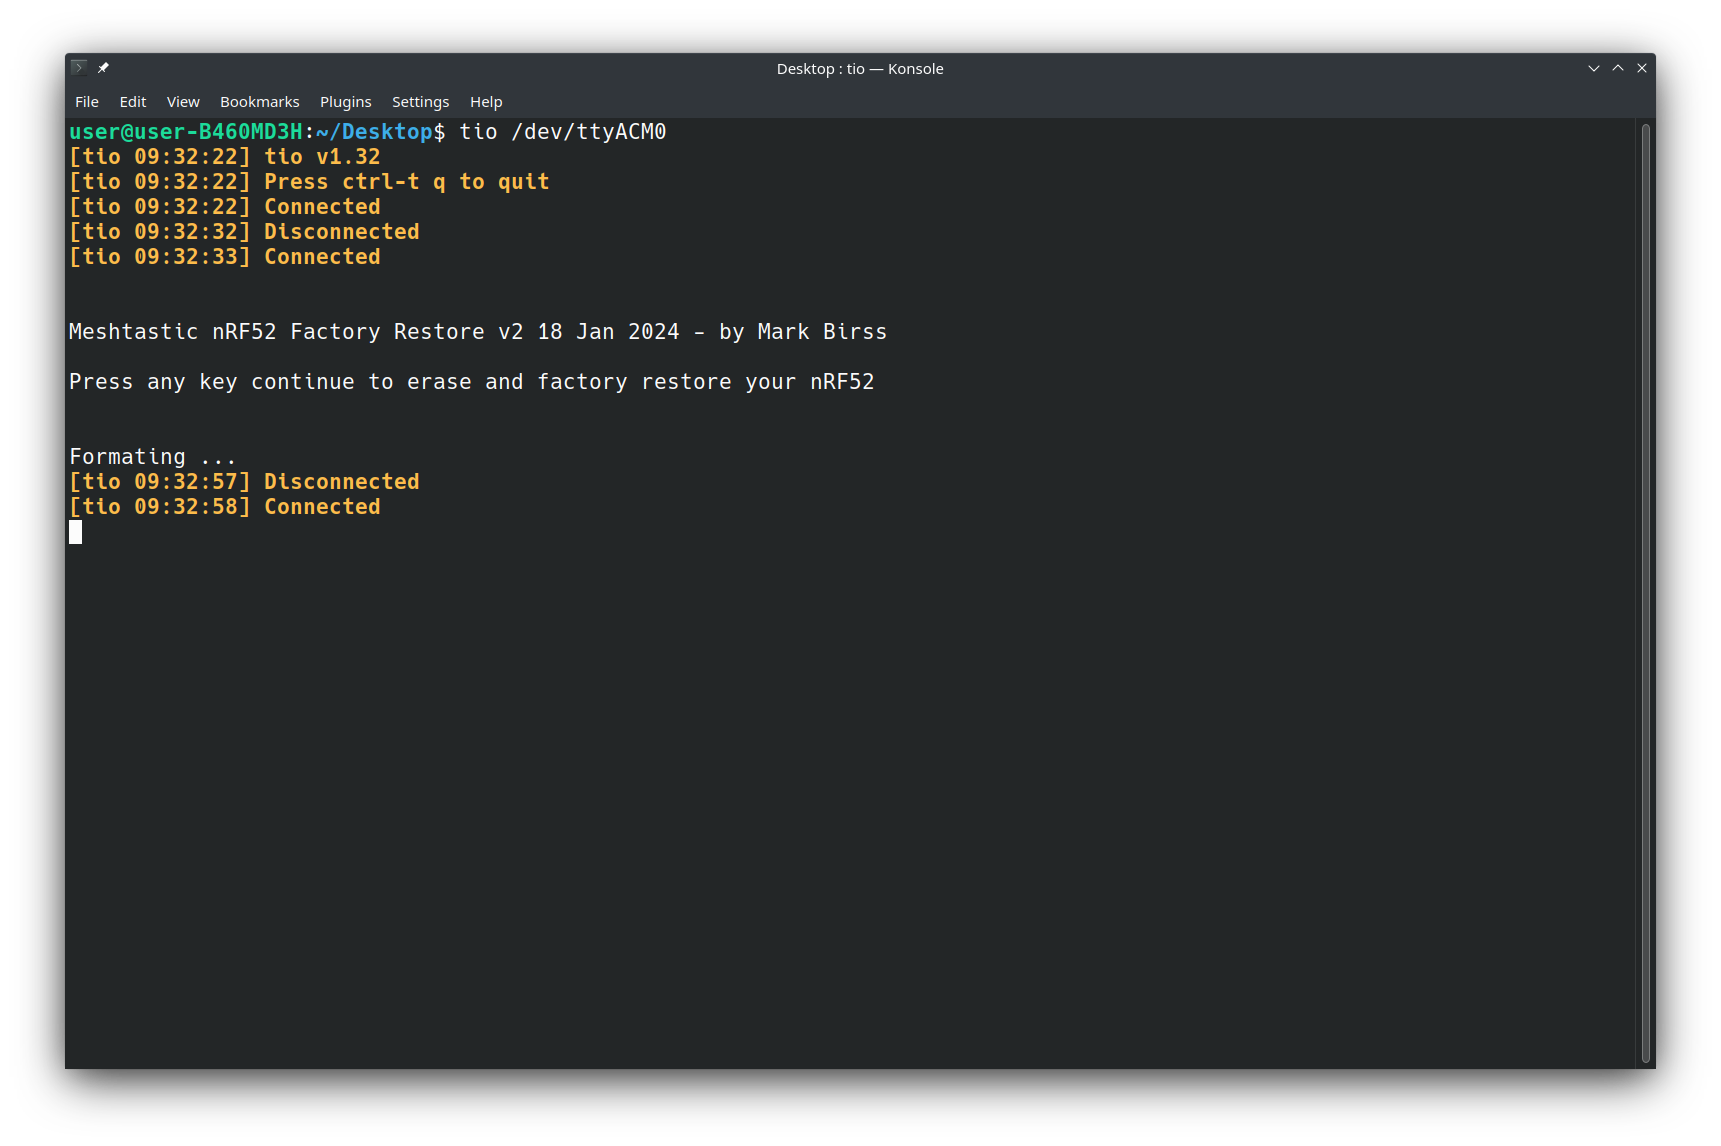 Desktop : tio — Konsole
File Edit View Bookmarks Plugins Settings Help
user@user-B460MD3H:~/Desktop$ tio /dev/ttyACM0
[tio 09:32:22] tio v1.32
[tio 09:32:22] Press ctrl-t q to quit
[tio 09:32:22] Connected
[tio 09:32:32] Disconnected
[tio 09:32:33] Connected
Meshtastic nRF52 Factory Restore v2 18 Jan 2024 - by Mark Birss
Press any key continue to erase and factory restore your nRF52
Formating ...
[tio 09:32:57] Disconnected
[tio 09:32:58] Connected